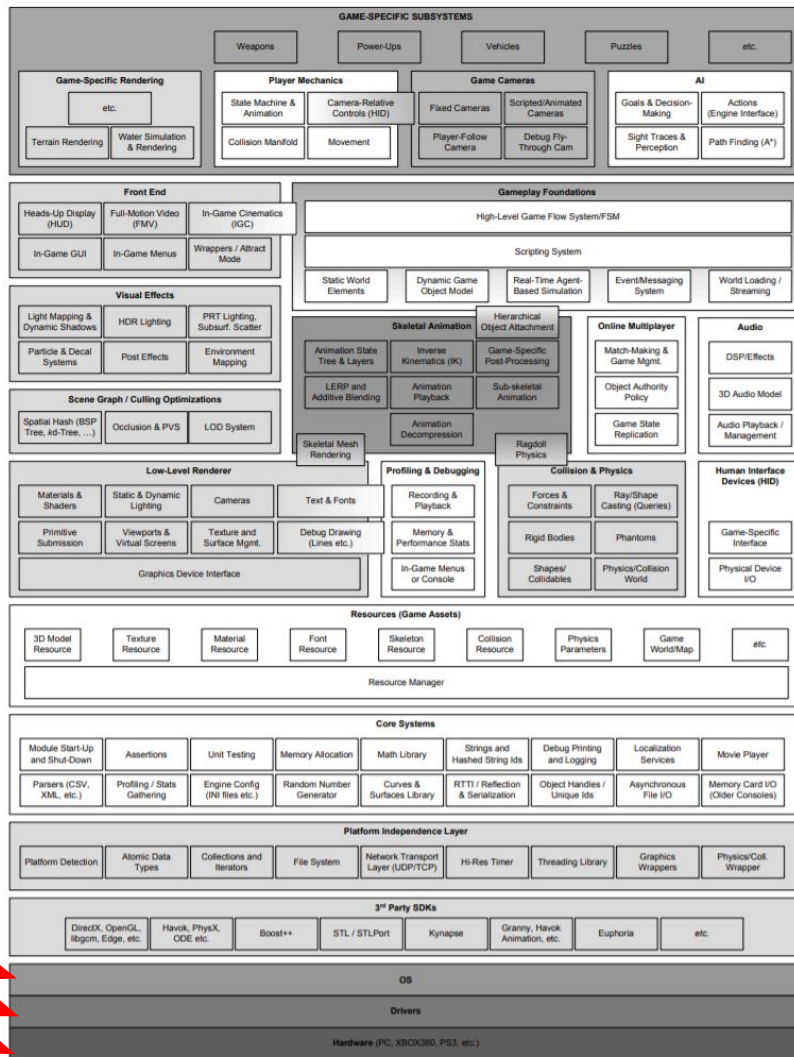 GAME-SPECIFIC SUBSYSTEMS
Weapons
Power-Ups
Vehicles
Puzzles
etc.
Game-Specific Rendering
etc.
Terrain Rendering
Water Simulation
& Rendering
Player Mechanics
State Machine &
Animation
Camera-Relative
Controls (HID)
Collision Manifold
Movement
Game Cameras
Fixed Cameras
Scripted/Animated
Cameras
Player-Follow
Camera
Debug Fly-
Through Cam
AI
Goals & Decision-
Making
Actions
(Engine Interface)
Sight Traces &
Perception
Path Finding (A*)
Front End
Heads-Up Display
(HUD)
Full-Motion Video
(FMV)
In-Game Cinematics
(IGC)
In-Game GUI
In-Game Menus
Wrappers / Attract
Mode
Gameplay Foundations
High-Level Game Flow System/FSM
Scripting System
Static World
Elements
Dynamic Game
Object Model
Real-Time Agent-
Based Simulation
Event/Messaging
System
World Loading /
Streaming
Visual Effects
Light Mapping &
Dynamic Shadows
HDR Lighting
PRT Lighting,
Subsurf. Scatter
Particle & Decal
Systems
Post Effects
Environment
Mapping
Hierarchical
Object Attachment
Skeletal Animation
Animation State
Tree & Layers
Inverse
Kinematics (IK)
Game-Specific
Post-Processing
LERP and
Additive Blending
Animation
Playback
Sub-skeletal
Animation
Animation
Decompression
Online Multiplayer
Match-Making &
Game Mgmt.
Object Authority
Policy
Game State
Replication
Audio
DSP/Effects
3D Audio Model
Audio Playback /
Management
Scene Graph / Culling Optimizations
Spatial Hash (BSP
Tree, kd-Tree, …)
Occlusion & PVS
LOD System
Skeletal Mesh
Rendering
Ragdoll
Physics
Low-Level Renderer
Materials &
Shaders
Static & Dynamic
Lighting
Cameras
Text & Fonts
Primitive
Submission
Viewports &
Virtual Screens
Texture and
Surface Mgmt.
Debug Drawing
(Lines etc.)
Graphics Device Interface
Profiling & Debugging
Recording &
Playback
Memory &
Performance Stats
In-Game Menus
or Console
Collision & Physics
Forces &
Constraints
Ray/Shape
Casting (Queries)
Rigid Bodies
Phantoms
Shapes/
Collidables
Physics/Collision
World
Human Interface
Devices (HID)
Game-Specific
Interface
Physical Device
I/O
Resources (Game Assets)
3D Model
Resource
Texture
Resource
Material
Resource
Font
Resource
Skeleton
Resource
Collision
Resource
Physics
Parameters
Game
World/Map
etc.
Resource Manager
Core Systems
Module Start-Up
and Shut-Down
Assertions
Unit Testing
Memory Allocation
Math Library
Strings and
Hashed String Ids
Debug Printing
and Logging
Localization
Services
Movie Player
Parsers (CSV,
XML, etc.)
Profiling / Stats
Gathering
Engine Config
(INI files etc.)
Random Number
Generator
Curves &
Surfaces Library
RTTI / Reflection
& Serialization
Object Handles /
Unique Ids
Asynchronous
File I/O
Memory Card I/O
(Older Consoles)
Platform Independence Layer
Platform Detection
Atomic Data
Types
Collections and
Iterators
File System
Network Transport
Layer (UDP/TCP)
Hi-Res Timer
Threading Library
Graphics
Wrappers
Physics/Coll.
Wrapper
3rd Party SDKs
DirectX, OpenGL,
libgcm, Edge, etc.
Havok, PhysX,
ODE etc.
Boost++
STL / STLPort
Kynapse
Granny, Havok
Animation, etc.
Euphoria
etc.
OS
Drivers
Hardware (PC, XBOX360, PS3, etc.)